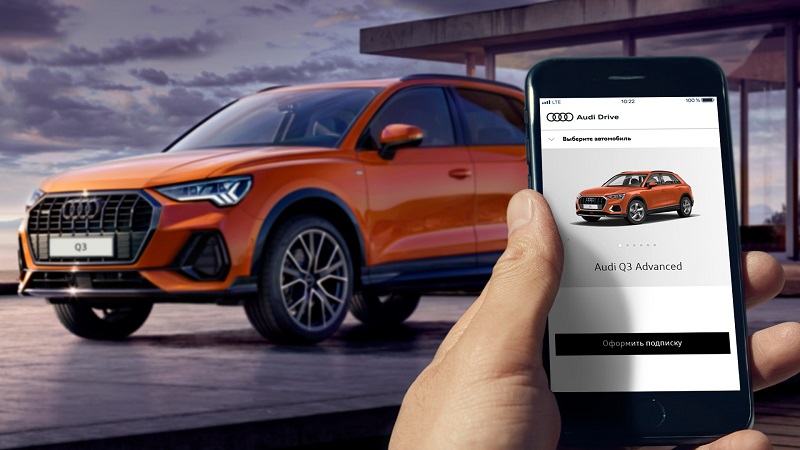 Q3
LTE 10:22 100 %
Audi Drive
Выберите автомобиль
Audi Q3 Advanced
Оформить подписку